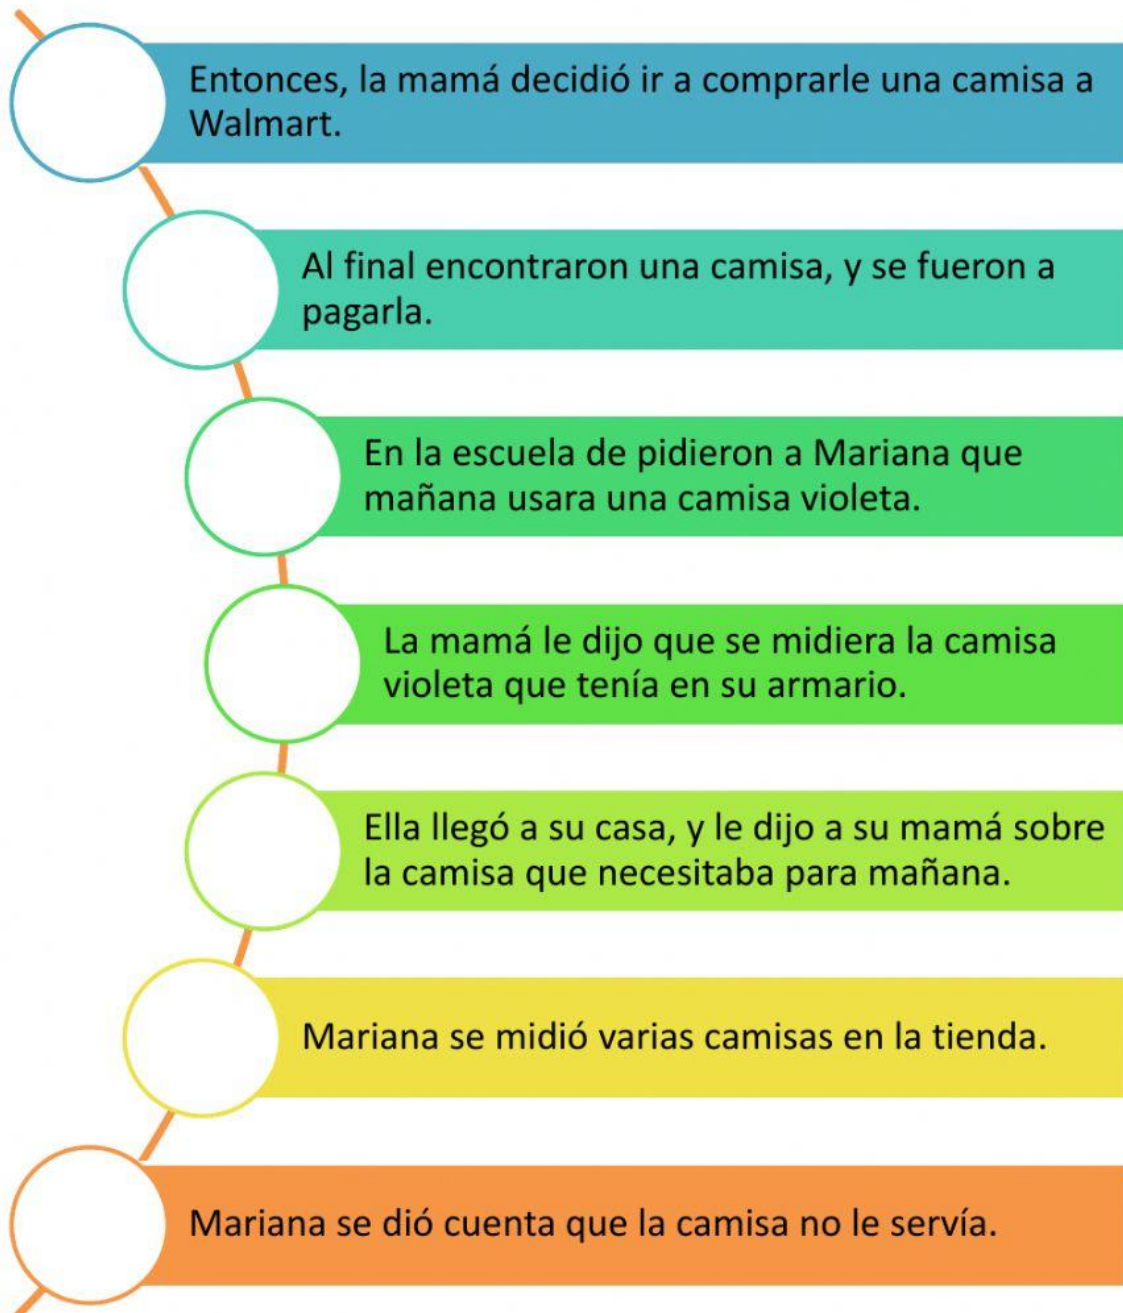 Entonces, la mamá decidió ir a comprarle una camisa a
Walmart.
Al final encontraron una camisa, y se fueron a
pagarla.
En la escuela de pidieron a Mariana que
mañana usara una camisa violeta.
La mamá le dijo que se midiera la camisa
violeta que tenía en su armario.
Ella llegó a su casa, y le dijo a su mamá sobre
la camisa que necesitaba para mañana.
Mariana se midió varias camisas en la tienda.
Mariana se dió cuenta que la camisa no le servía.